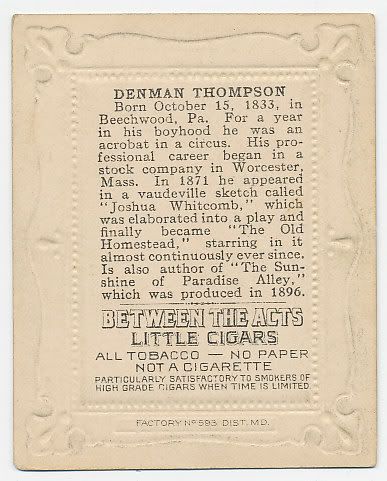 DENMAN THOMPSON
Born October 15, 1833, in
Beechwood, Pa. For a year
in his boyhood he was an
acrobat in a circus. His pro-
fessional career began in a
stock company in Worcester,
Mass. In 1871 he appeared
in a vaudeville sketch called
"Joshua Whitcomb," which
was elaborated into a play and
finally became "The Old
Homestead," starring in it
almost continuously ever since.
Is also author of "The Sun-
shine of Paradise Alley,"
which was produced in 1896.
BETWEEN THE ACTS
LITTLE CIGARS
ALL TOBACCO — NO PAPER
NOT A CIGARETTE
PARTICULARLY SATISFACTORY TO SMOKERS OF
HIGH GRADE CIGARS WHEN TIME IS LIMITED.
FACTORY Nº 593 DIST. MD.